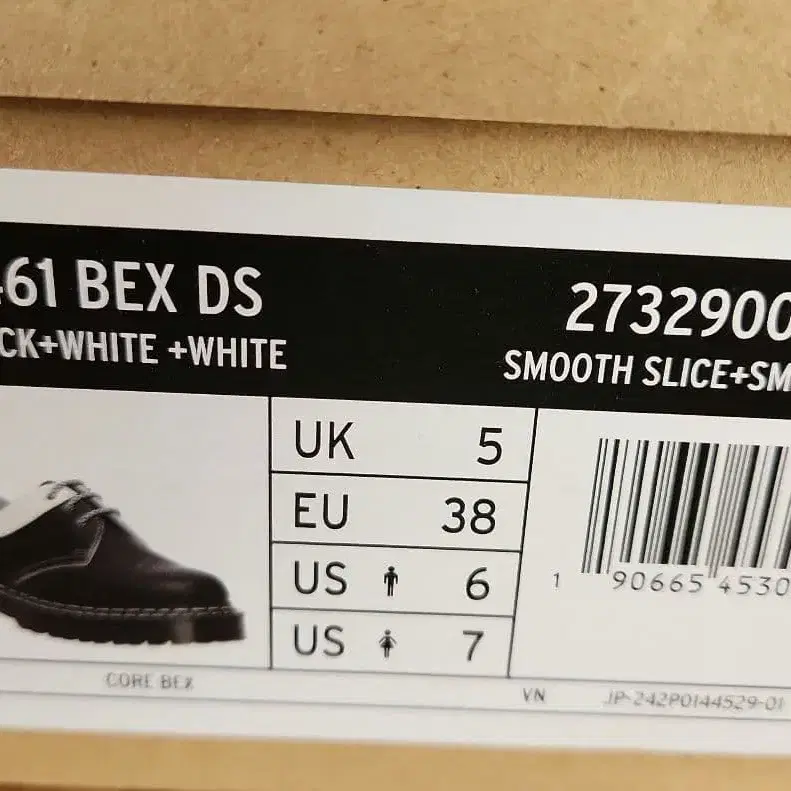 461 BEX DS
CK+WHITE +WHITE
2732900
SMOOTH SLICE+SM
UK 5
EU 38
US 6
US 7
1 90665 4530
CORE BEX
VN
JP-242P0144529-01